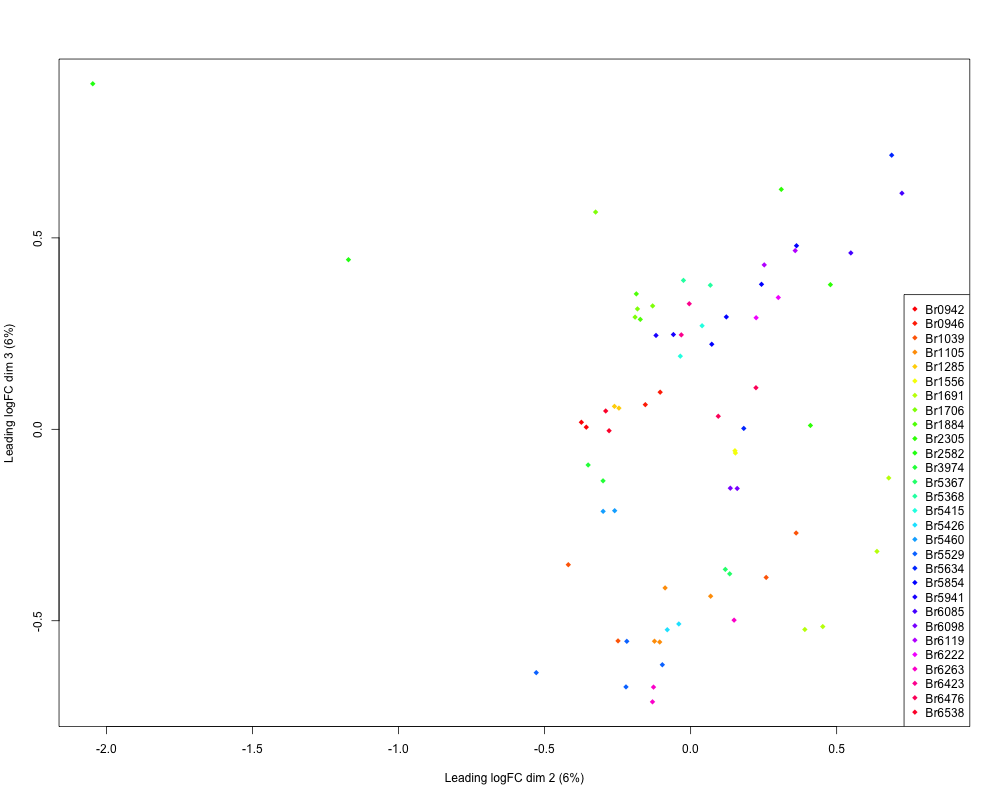 0.5
0.0
-0.5
Leading logFC dim 3 (6%)
Br0942
Br0946
Br1039
Br1105
Br1285
Br1556
Br1691
Br1706
Br1884
Br2305
Br2582
Br3974
Br5367
Br5368
Br5415
Br5426
Br5460
Br5529
Br5634
Br5854
Br5941
Br6085
Br6098
Br6119
Br6222
Br6263
Br6423
Br6476
Br6538
-2.0 -1.5 -1.0 -0.5 0.0 0.5
Leading logFC dim 2 (6%)